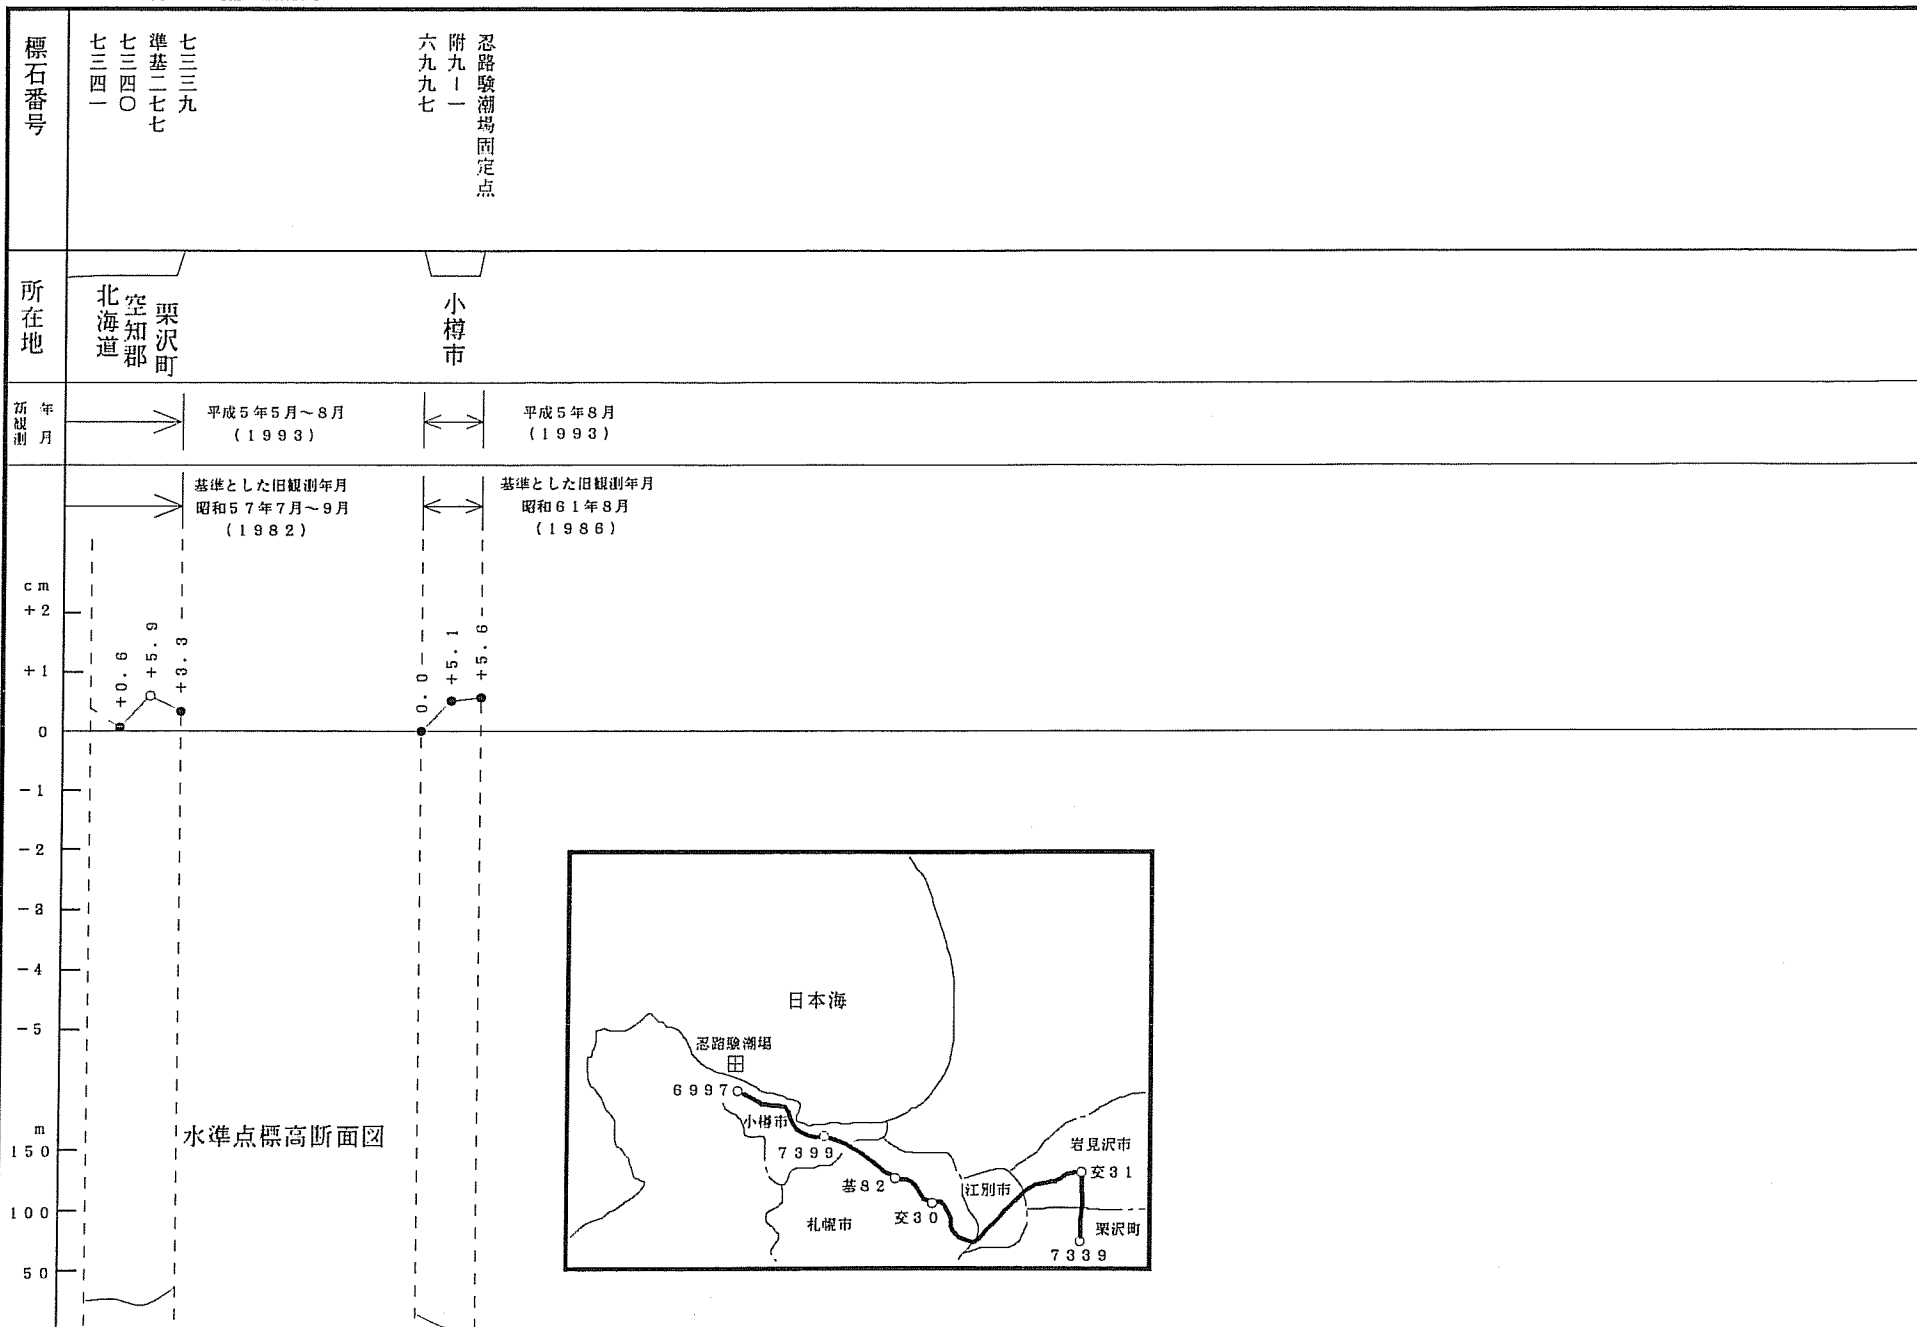 標石番号
七三四一
七三四〇
準基二七七
七三三九
六九九七
附九-一
忍路験潮場固定点
所在地
北海道
空知郡
栗沢町
小樽市
新観測
年月
平成5年5月~8月
(1993)
平成5年8月
(1993)
基準とした旧観測年月
昭和57年7月~9月
(1982)
基準とした旧観測年月
昭和61年8月
(1986)
cm
+2
+1
0
-1
-2
-3
-4
-5
+0.6
+5.9
+3.3
0.0
+5.1
+5.6
m
150
100
50
水準点標高断面図
日本海
忍路験潮場
6997
小樽市
7399
基82
交30
札幌市
江別市
岩見沢市
交31
栗沢町
7339